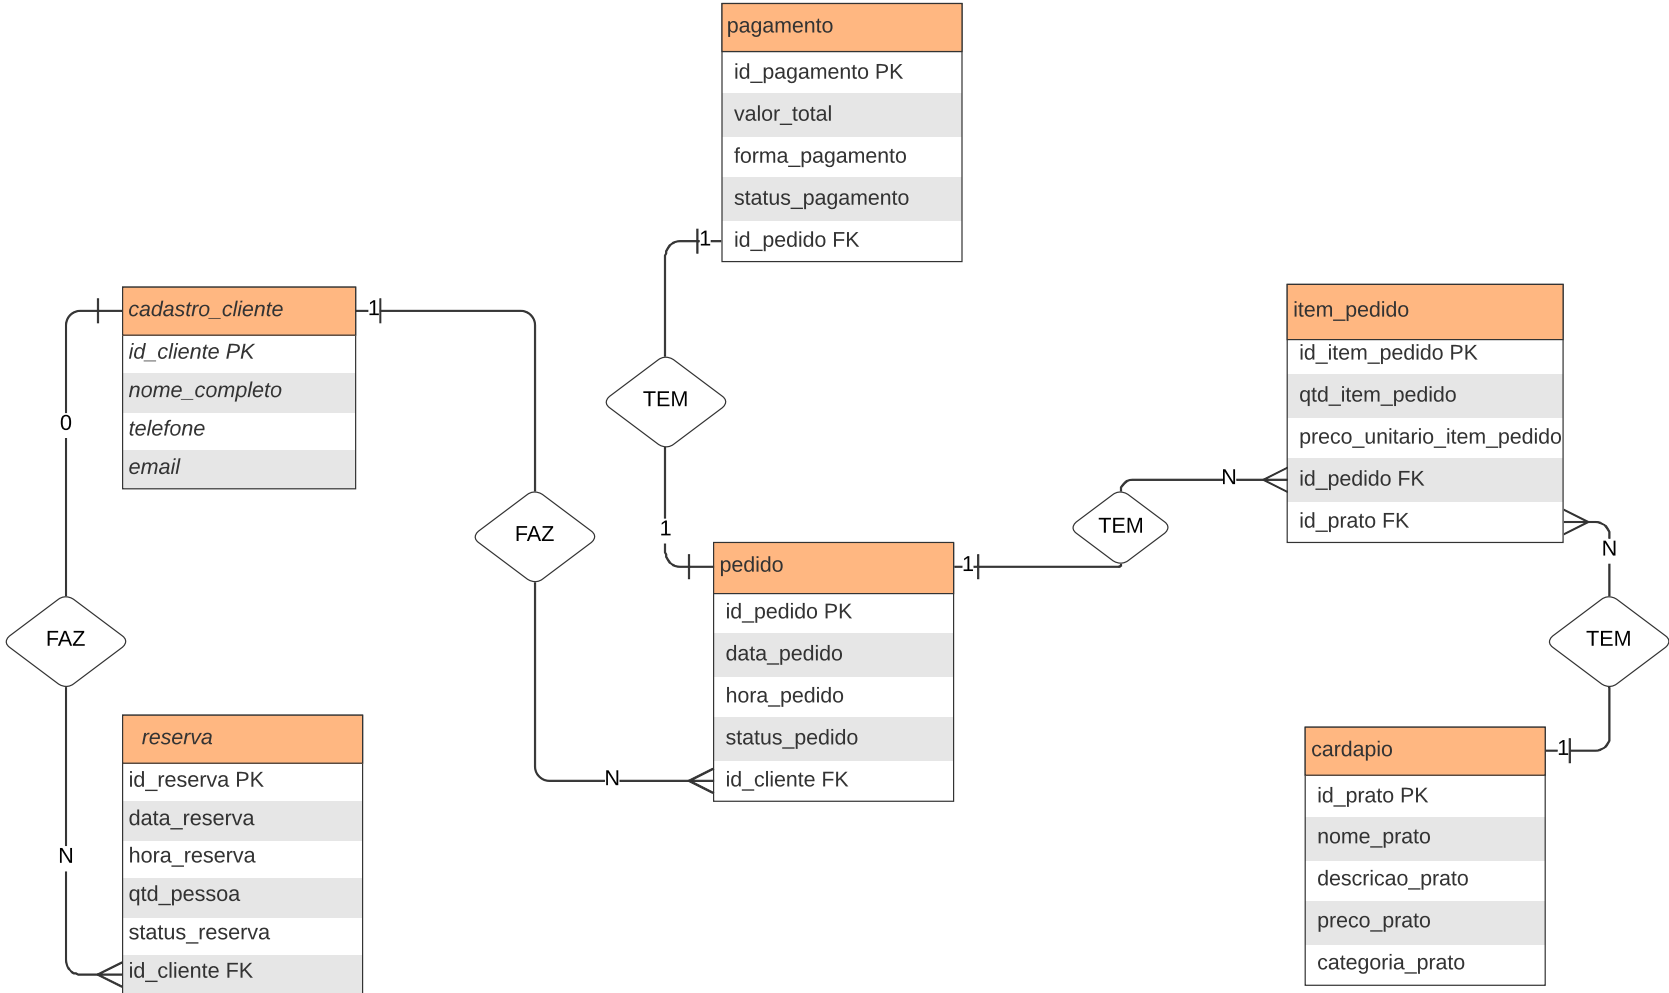 pagamento
id_pagamento PK
valor_total
forma_pagamento
status_pagamento
id_pedido FK
1
TEM
1
cadastro_cliente
id_cliente PK
nome_completo
telefone
email
1
0
FAZ
N
FAZ
N
reserva
id_reserva PK
data_reserva
hora_reserva
qtd_pessoa
status_reserva
id_cliente FK
pedido
id_pedido PK
data_pedido
hora_pedido
status_pedido
id_cliente FK
1
TEM
N
item_pedido
id_item_pedido PK
qtd_item_pedido
preco_unitario_item_pedido
id_pedido FK
id_prato FK
N
TEM
1
cardapio
id_prato PK
nome_prato
descricao_prato
preco_prato
categoria_prato